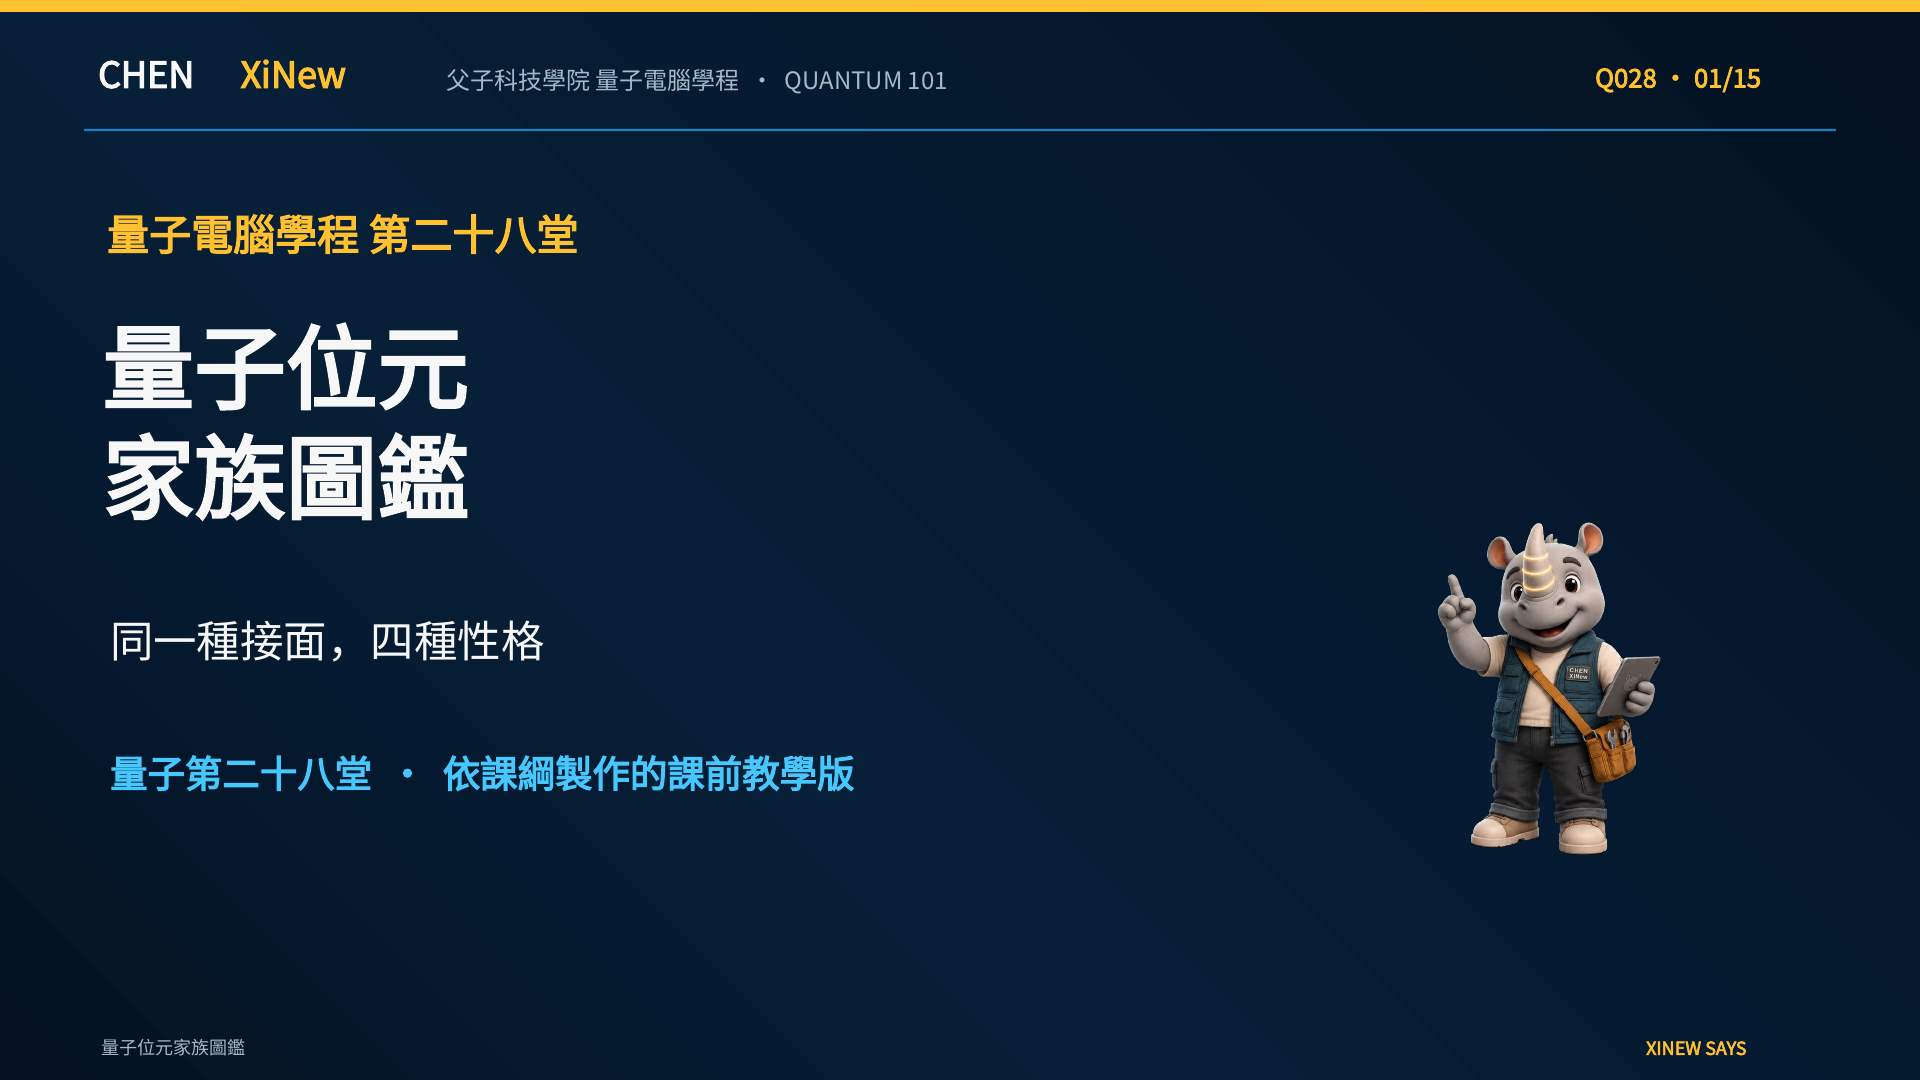 CHEN XiNew 父子科技學院 量子電腦學程 • QUANTUM 101 Q028 • 01/15
量子電腦學程 第二十八堂
量子位元
家族圖鑑
同一種接面，四種性格
量子第二十八堂 • 依課綱製作的課前教學版
CHEN
XiNew
量子位元家族圖鑑 XINEW SAYS